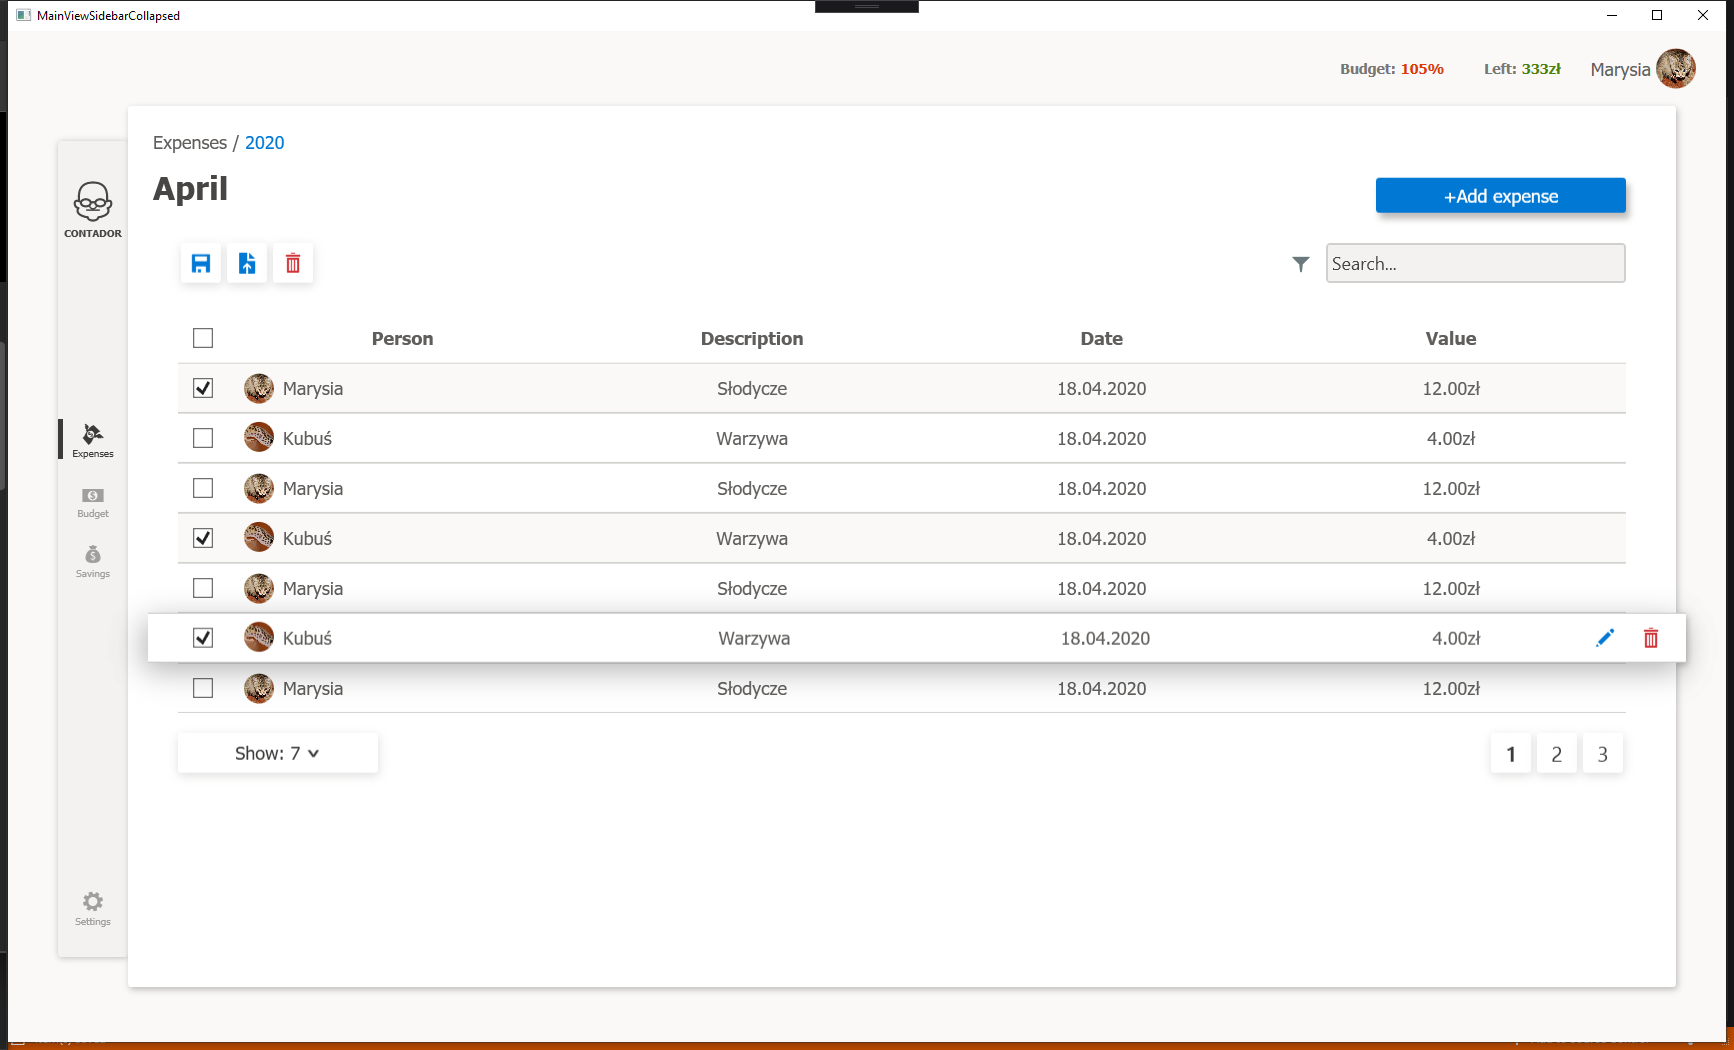 MainViewSidebarCollapsed
Budget: 105% Left: 333zł Marysia
Expenses / 2020
April
+Add expense
CONTADOR
Search...
Person Description Date Value
Marysia Słodycze 18.04.2020 12.00zł
Kubuś Warzywa 18.04.2020 4.00zł
Marysia Słodycze 18.04.2020 12.00zł
Kubuś Warzywa 18.04.2020 4.00zł
Marysia Słodycze 18.04.2020 12.00zł
Kubuś Warzywa 18.04.2020 4.00zł
Marysia Słodycze 18.04.2020 12.00zł
Expenses
Budget
Savings
Show: 7
1 2 3
Settings